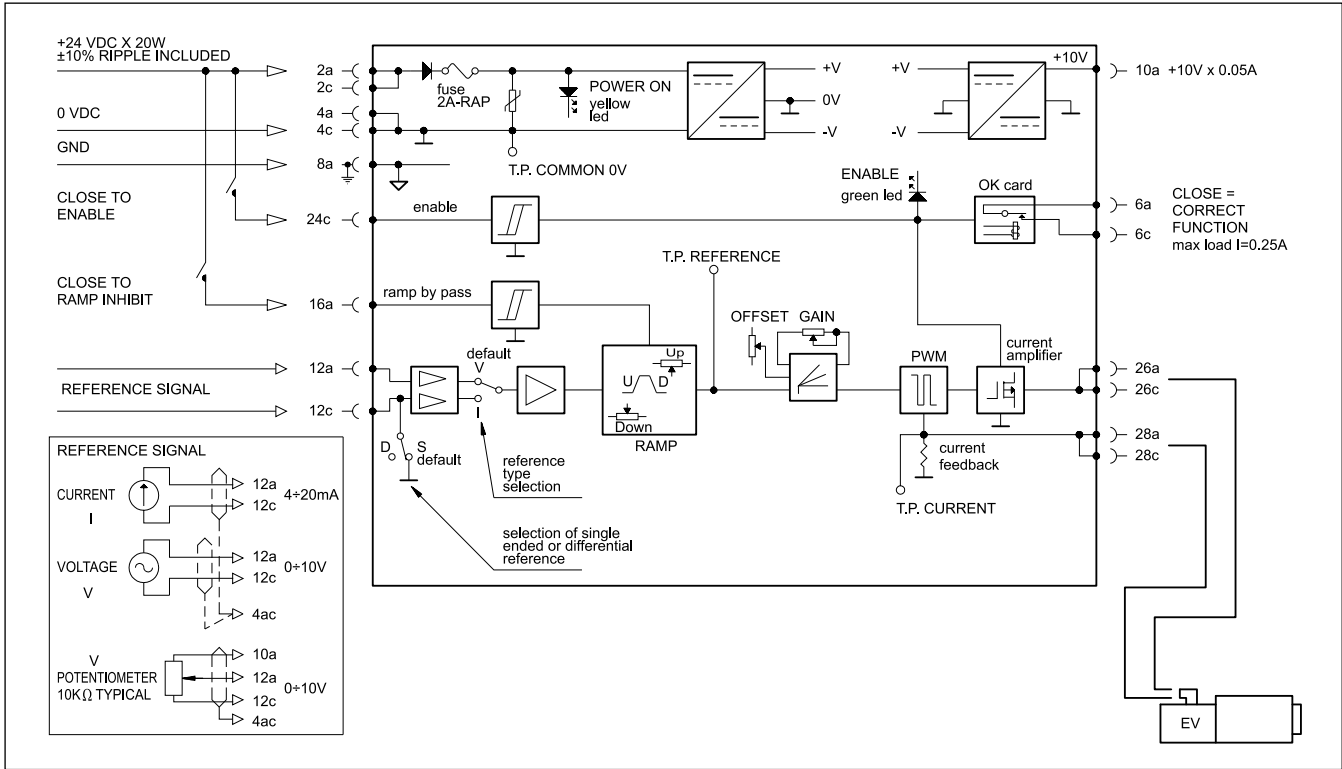 +24 VDC X 20W
±10% RIPPLE INCLUDED
2a
2c
0 VDC
4a
4c
GND
8a
CLOSE TO
ENABLE
24c
CLOSE TO
RAMP INHIBIT
16a
12a
REFERENCE SIGNAL
12c
fuse
2A-RAP
POWER ON
yellow
led
T.P. COMMON 0V
+V
0V
-V
+V
-V
+10V
10a +10V x 0.05A
enable
ENABLE
green led
OK card
6a
6c
CLOSE =
CORRECT
FUNCTION
max load I=0.25A
ramp by pass
T.P. REFERENCE
default
V
I
D
S
default
Up
U D
Down
RAMP
OFFSET
GAIN
PWM
current
amplifier
26a
26c
28a
28c
current
feedback
T.P. CURRENT
reference
type
selection
selection of single
ended or differential
reference
REFERENCE SIGNAL
CURRENT
I
12a
12c
4÷20mA
VOLTAGE
V
12a
12c
0÷10V
4ac
V
POTENTIOMETER
10KΩ TYPICAL
10a
12a
12c
0÷10V
4ac
EV